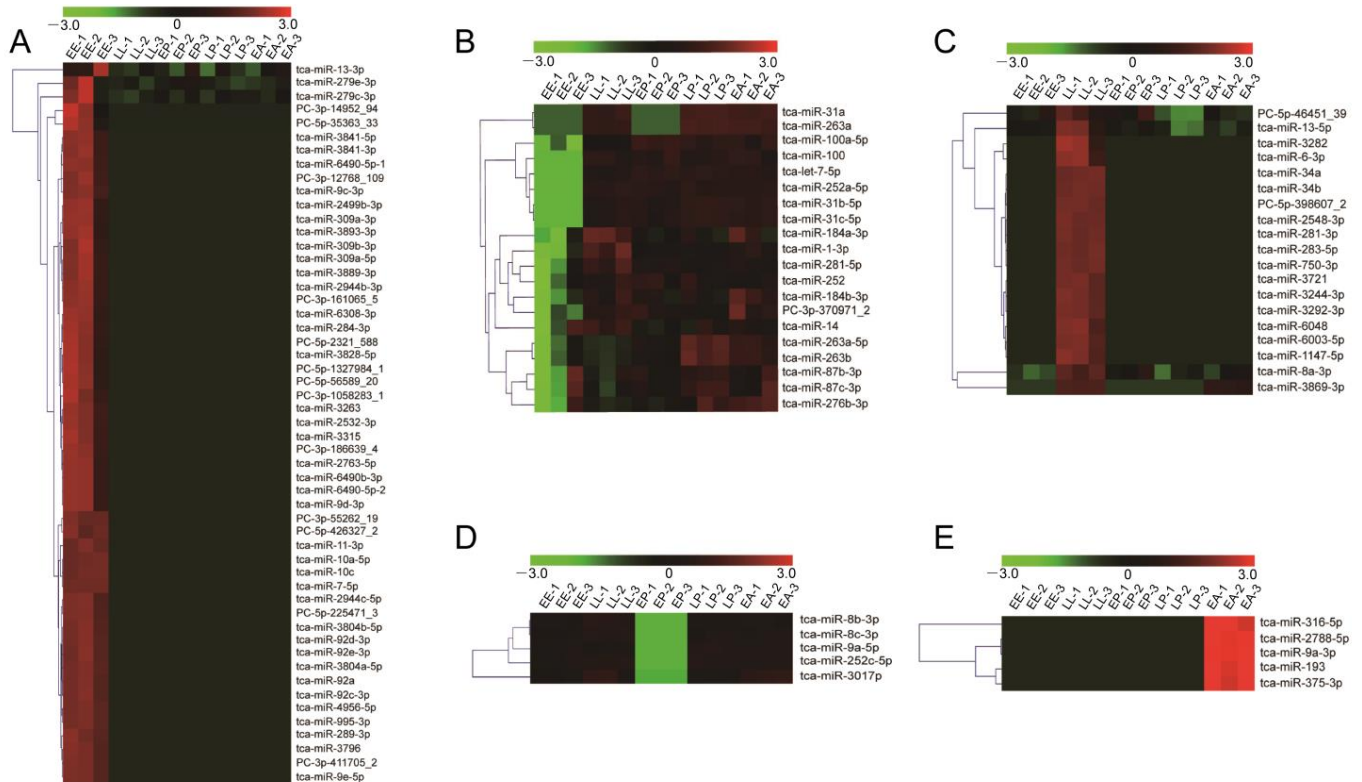 A
−3.0 0 3.0
EE-1 EE-2 EE-3 LL-1 LL-2 LL-3 EP-1 EP-2 EP-3 LP-1 LP-2 LP-3 EA-1 EA-2 EA-3
tca-miR-13-3p
tca-miR-279e-3p
tca-miR-279c-3p
PC-3p-14952_94
PC-5p-35363_33
tca-miR-3841-5p
tca-miR-3841-3p
tca-miR-6490-5p-1
PC-3p-12768_109
tca-miR-9c-3p
tca-miR-2499b-3p
tca-miR-309a-3p
tca-miR-3893-3p
tca-miR-309b-3p
tca-miR-309a-5p
tca-miR-3889-3p
tca-miR-2944b-3p
PC-3p-161065_5
tca-miR-6308-3p
tca-miR-284-3p
PC-5p-2321_588
tca-miR-3828-5p
PC-5p-1327984_1
PC-5p-56589_20
PC-3p-1058283_1
tca-miR-3263
tca-miR-2532-3p
tca-miR-3315
PC-3p-186639_4
tca-miR-2763-5p
tca-miR-6490b-3p
tca-miR-6490-5p-2
tca-miR-9d-3p
PC-3p-55262_19
PC-5p-426327_2
tca-miR-11-3p
tca-miR-10a-5p
tca-miR-10c
tca-miR-7-5p
tca-miR-2944c-5p
PC-5p-225471_3
tca-miR-3804b-5p
tca-miR-92d-3p
tca-miR-92e-3p
tca-miR-3804a-5p
tca-miR-92a
tca-miR-92c-3p
tca-miR-4956-5p
tca-miR-995-3p
tca-miR-289-3p
tca-miR-3796
PC-3p-411705_2
tca-miR-9e-5p
B
−3.0 0 3.0
EE-1 EE-2 EE-3 LL-1 LL-2 LL-3 EP-1 EP-2 EP-3 LP-1 LP-2 LP-3 EA-1 EA-2 EA-3
tca-miR-31a
tca-miR-263a
tca-miR-100a-5p
tca-miR-100
tca-let-7-5p
tca-miR-252a-5p
tca-miR-31b-5p
tca-miR-31c-5p
tca-miR-184a-3p
tca-miR-1-3p
tca-miR-281-5p
tca-miR-252
tca-miR-184b-3p
PC-3p-370971_2
tca-miR-14
tca-miR-263a-5p
tca-miR-263b
tca-miR-87b-3p
tca-miR-87c-3p
tca-miR-276b-3p
C
−3.0 0 3.0
EE-1 EE-2 EE-3 LL-1 LL-2 LL-3 EP-1 EP-2 EP-3 LP-1 LP-2 LP-3 EA-1 EA-2 EA-3
PC-5p-46451_39
tca-miR-13-5p
tca-miR-3282
tca-miR-6-3p
tca-miR-34a
tca-miR-34b
PC-5p-398607_2
tca-miR-2548-3p
tca-miR-281-3p
tca-miR-283-5p
tca-miR-750-3p
tca-miR-3721
tca-miR-3244-3p
tca-miR-3292-3p
tca-miR-6048
tca-miR-6003-5p
tca-miR-1147-5p
tca-miR-8a-3p
tca-miR-3869-3p
D
−3.0 0 3.0
EE-1 EE-2 EE-3 LL-1 LL-2 LL-3 EP-1 EP-2 EP-3 LP-1 LP-2 LP-3 EA-1 EA-2 EA-3
tca-miR-8b-3p
tca-miR-8c-3p
tca-miR-9a-5p
tca-miR-252c-5p
tca-miR-3017p
E
−3.0 0 3.0
EE-1 EE-2 EE-3 LL-1 LL-2 LL-3 EP-1 EP-2 EP-3 LP-1 LP-2 LP-3 EA-1 EA-2 EA-3
tca-miR-316-5p
tca-miR-2788-5p
tca-miR-9a-3p
tca-miR-193
tca-miR-375-3p